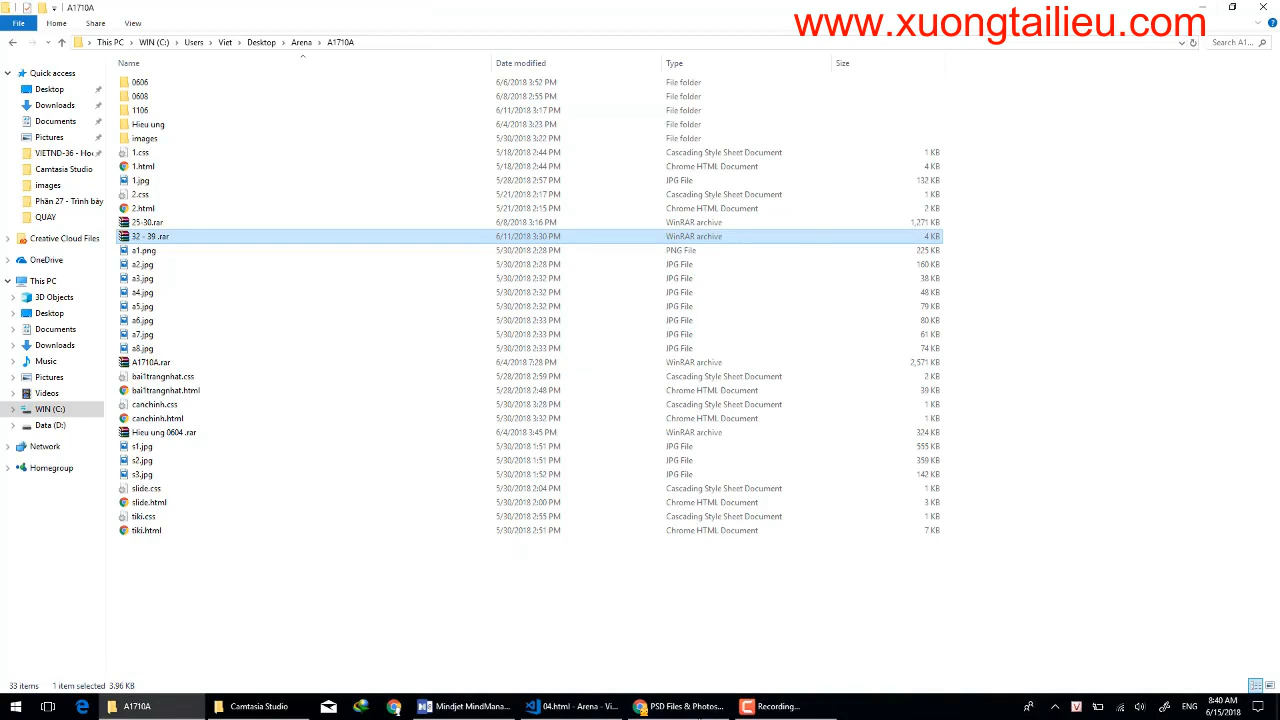 A1710A
www.xuongtailieu.com
File Home Share View
This PC WIN (C:) Users Viet Desktop Arena A1710A Search A1...
Name Date modified Type Size
Quick access
Desktop
Downloads
Documents
Pictures
VIETND-36 - Ho
Camtasia Studio
images
Phần 27 - Trình bày
QUAY
Creative Cloud Files
OneDrive
This PC
3D Objects
Desktop
Documents
Downloads
Music
Pictures
Videos
WIN (C:)
Data (D:)
Network
Homegroup
0606 6/6/2018 3:52 PM File folder
0608 6/8/2018 2:55 PM File folder
1106 6/11/2018 3:17 PM File folder
Hieu ung 6/4/2018 3:23 PM File folder
images 5/30/2018 3:22 PM File folder
1.css 5/18/2018 2:44 PM Cascading Style Sheet Document 1 KB
1.html 5/18/2018 2:44 PM Chrome HTML Document 4 KB
1.jpg 5/28/2018 2:57 PM JPG File 132 KB
2.css 5/21/2018 2:17 PM Cascading Style Sheet Document 1 KB
2.html 5/21/2018 2:15 PM Chrome HTML Document 2 KB
25-30.rar 6/8/2018 3:16 PM WinRAR archive 1,271 KB
32 - 39 .rar 6/11/2018 3:30 PM WinRAR archive 4 KB
a1.png 5/30/2018 2:28 PM PNG File 225 KB
a2.jpg 5/30/2018 2:28 PM JPG File 160 KB
a3.jpg 5/30/2018 2:32 PM JPG File 38 KB
a4.jpg 5/30/2018 2:32 PM JPG File 48 KB
a5.jpg 5/30/2018 2:32 PM JPG File 79 KB
a6.jpg 5/30/2018 2:33 PM JPG File 80 KB
a7.jpg 5/30/2018 2:33 PM JPG File 61 KB
a8.jpg 5/30/2018 2:33 PM JPG File 74 KB
A1710A.rar 6/4/2018 7:28 PM WinRAR archive 2,571 KB
bai1trangnhat.css 5/28/2018 2:59 PM Cascading Style Sheet Document 2 KB
bai1trangnhat.html 5/28/2018 2:48 PM Chrome HTML Document 39 KB
canchinh.css 5/30/2018 3:28 PM Cascading Style Sheet Document 1 KB
canchinh.html 5/30/2018 3:32 PM Chrome HTML Document 1 KB
Hieu ung 0604 .rar 6/4/2018 3:45 PM WinRAR archive 324 KB
s1.jpg 5/30/2018 1:51 PM JPG File 555 KB
s2.jpg 5/30/2018 1:51 PM JPG File 359 KB
s3.jpg 5/30/2018 1:52 PM JPG File 142 KB
slide.css 5/30/2018 2:04 PM Cascading Style Sheet Document 1 KB
slide.html 5/30/2018 2:00 PM Chrome HTML Document 3 KB
tiki.css 5/30/2018 2:55 PM Cascading Style Sheet Document 1 KB
tiki.html 5/30/2018 2:51 PM Chrome HTML Document 7 KB
33 items 1 item selected 3.96 KB
A1710A Camtasia Studio Mindjet MindMana... 04.html - Arena - Vi... PSD Files & Photos... Recording...
V
8:40 AM
6/15/2018